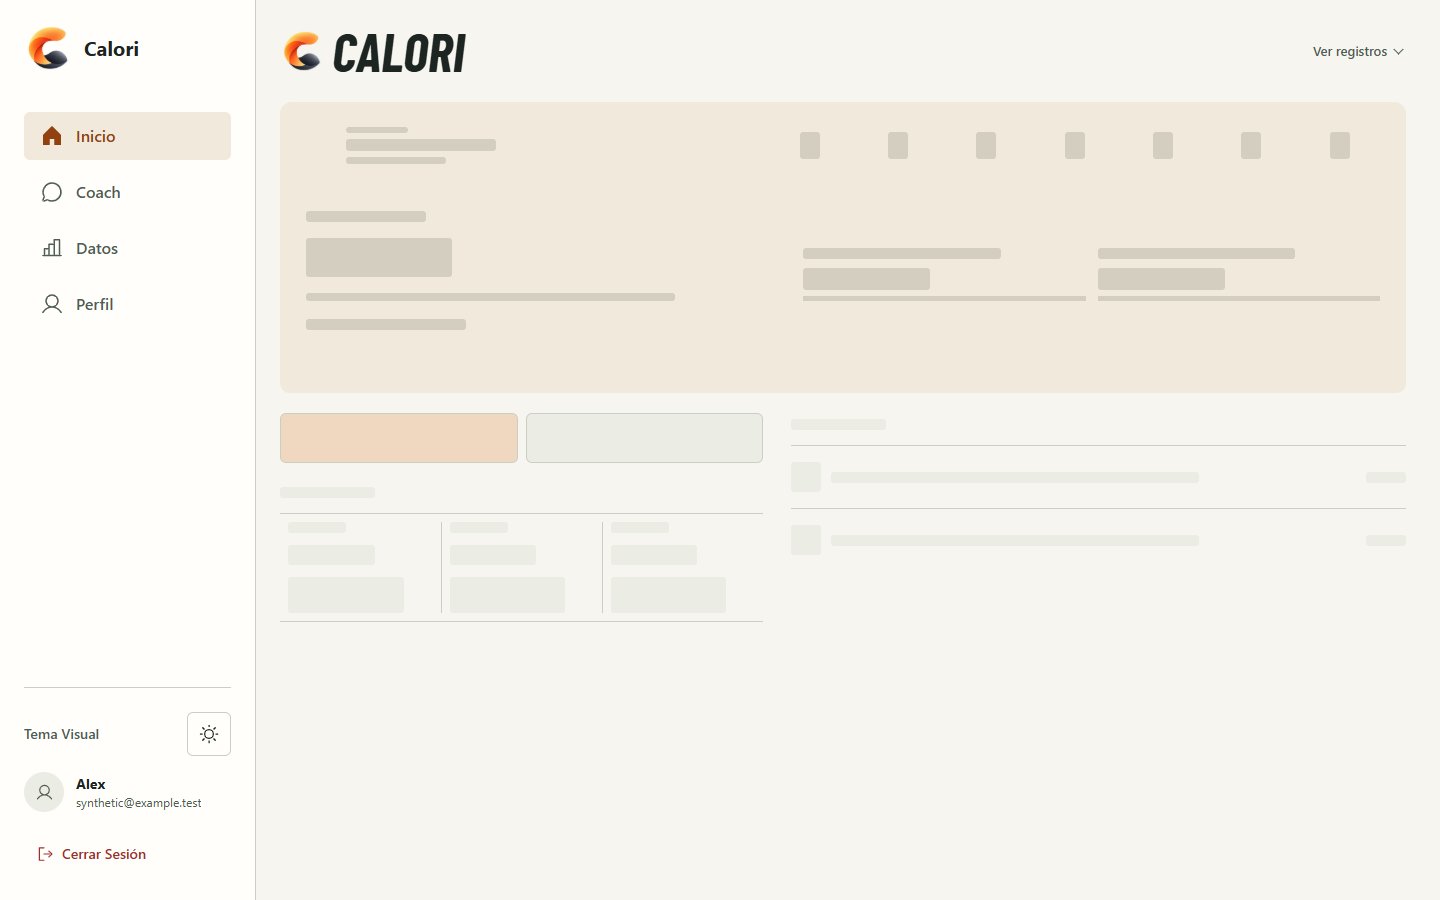 Calori
Inicio
Coach
Datos
Perfil
Tema Visual
Alex
synthetic@example.test
Cerrar Sesión
CALORI
Ver registros